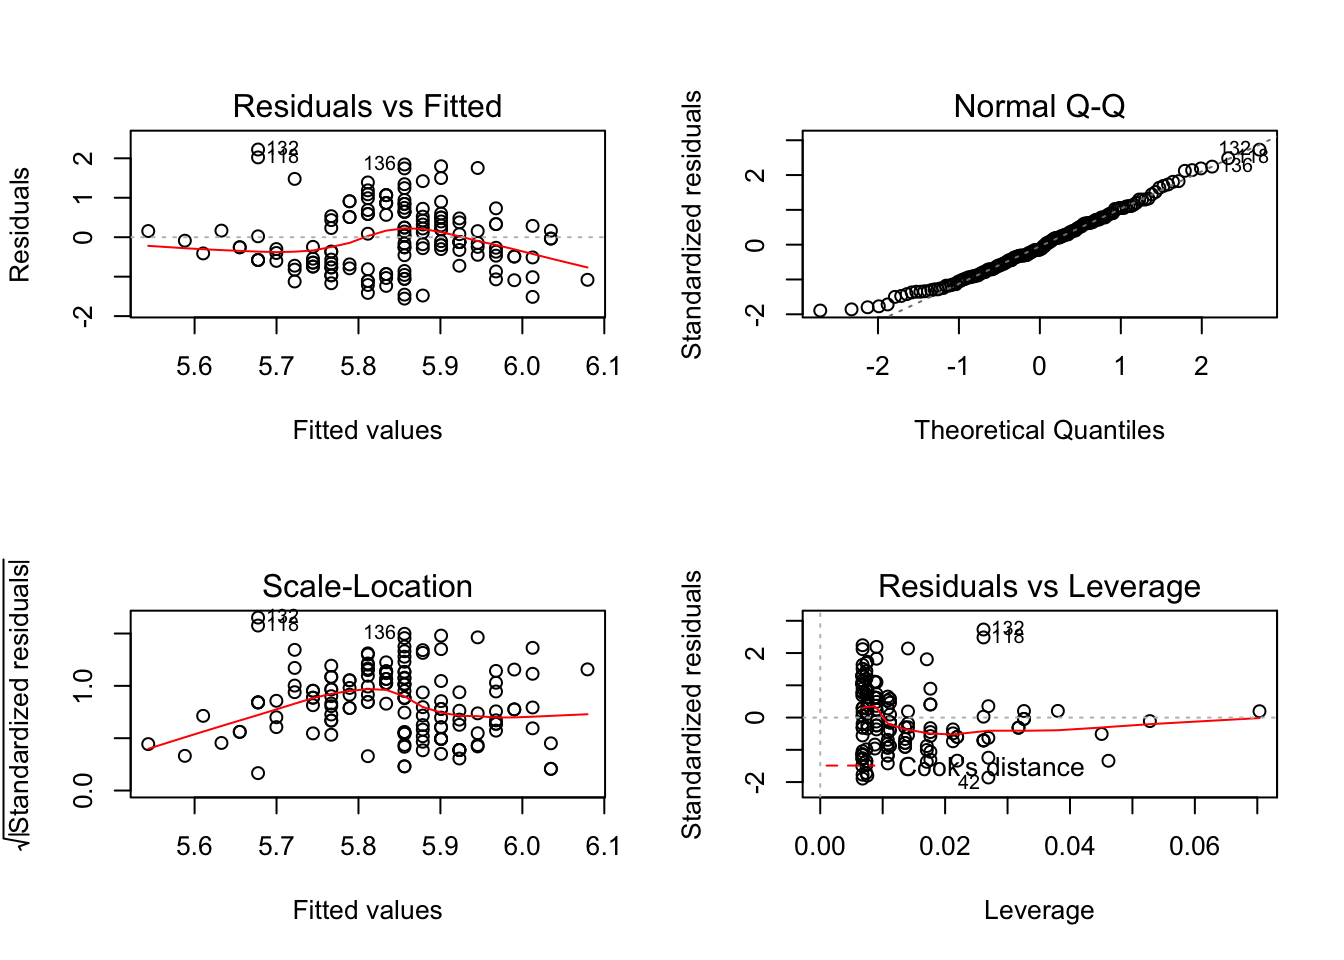 Residuals vs Fitted
Residuals
-2
0
1
2
132
118
136
5.6 5.7 5.8 5.9 6.0 6.1
Fitted values
Normal Q-Q
Standardized residuals
-2
0
2
132
118
136
-2 -1 0 1 2
Theoretical Quantiles
Scale-Location
√|Standardized residuals|
0.0
1.0
132
118
136
5.6 5.7 5.8 5.9 6.0 6.1
Fitted values
Residuals vs Leverage
Standardized residuals
-2
0
2
132
118
Cook's distance
42
0.00 0.02 0.04 0.06
Leverage